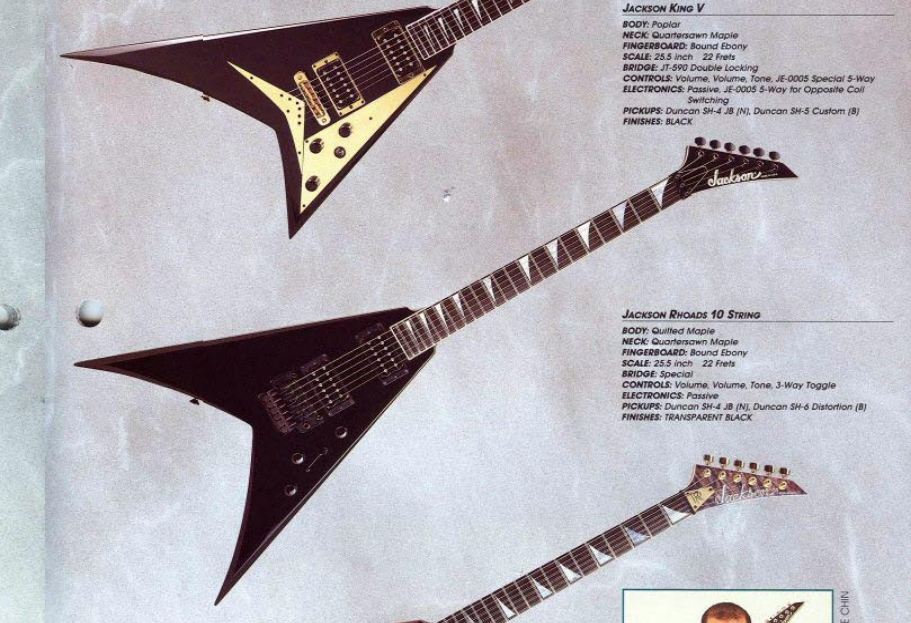 JACKSON KING V
BODY: Poplar
NECK: Quartersawn Maple
FINGERBOARD: Bound Ebony
SCALE: 25.5 inch 22 Frets
BRIDGE: JT-590 Double Locking
CONTROLS: Volume, Volume, Tone, JE-0005 Special 5-Way
ELECTRONICS: Passive, JE-0005 5-Way for Opposite Coil
Switching
PICKUPS: Duncan SH-4 JB (N), Duncan SH-5 Custom (B)
FINISHES: BLACK
Jackson
JACKSON RHOADS 10 STRING
BODY: Quilted Maple
NECK: Quartersawn Maple
FINGERBOARD: Bound Ebony
SCALE: 25.5 inch 22 Frets
BRIDGE: Special
CONTROLS: Volume, Volume, Tone, 3-Way Toggle
ELECTRONICS: Passive
PICKUPS: Duncan SH-4 JB (N), Duncan SH-6 Distortion (B)
FINISHES: TRANSPARENT BLACK
Jackson
CHIN